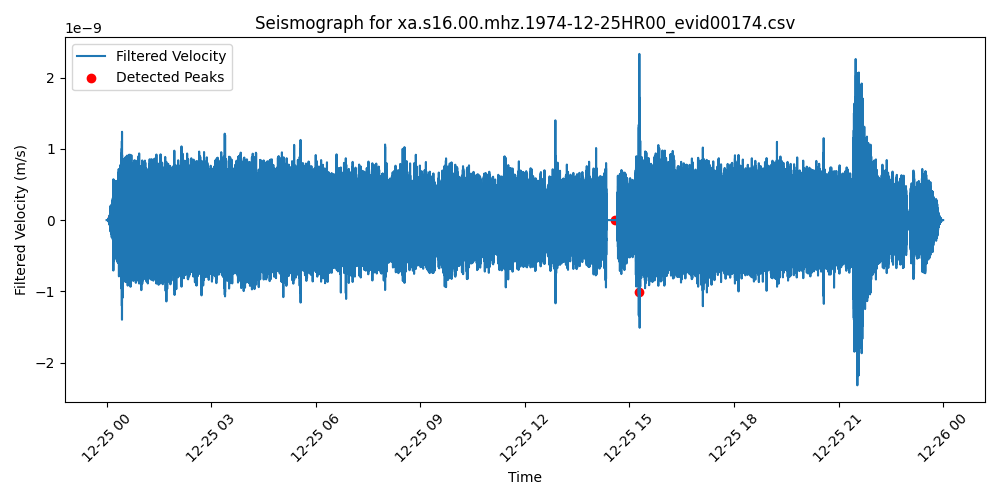 Seismograph for xa.s16.00.mhz.1974-12-25HR00_evid00174.csv
1e−9
Filtered Velocity
Detected Peaks
2
1
0
−1
−2
Filtered Velocity (m/s)
12-25 00
12-25 03
12-25 06
12-25 09
12-25 12
12-25 15
12-25 18
12-25 21
12-26 00
Time